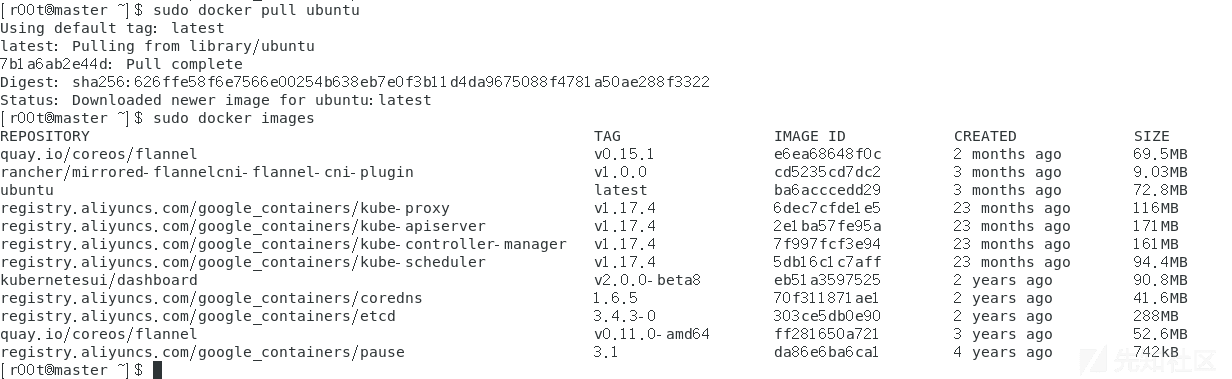 [r00t@master ~]$ sudo docker pull ubuntu
Using default tag: latest
latest: Pulling from library/ubuntu
7b1a6ab2e44d: Pull complete
Digest: sha256:626ffe58f6e7566e00254b638eb7e0f3b11d4da9675088f4781a50ae288f3322
Status: Downloaded newer image for ubuntu:latest
[r00t@master ~]$ sudo docker images
REPOSITORY TAG IMAGE ID CREATED SIZE
quay.io/coreos/flannel v0.15.1 e6ea68648f0c 2 months ago 69.5MB
rancher/mirrored-flannelcni-flannel-cni-plugin v1.0.0 cd5235cd7dc2 3 months ago 9.03MB
ubuntu latest ba6acccedd29 3 months ago 72.8MB
registry.aliyuncs.com/google_containers/kube-proxy v1.17.4 6dec7cfde1e5 23 months ago 116MB
registry.aliyuncs.com/google_containers/kube-apiserver v1.17.4 2e1ba57fe95a 23 months ago 171MB
registry.aliyuncs.com/google_containers/kube-controller-manager v1.17.4 7f997fcf3e94 23 months ago 161MB
registry.aliyuncs.com/google_containers/kube-scheduler v1.17.4 5db16c1c7aff 23 months ago 94.4MB
kubernetesui/dashboard v2.0.0-beta8 eb51a3597525 2 years ago 90.8MB
registry.aliyuncs.com/google_containers/coredns 1.6.5 70f311871ae1 2 years ago 41.6MB
registry.aliyuncs.com/google_containers/etcd 3.4.3-0 303ce5db0e90 2 years ago 288MB
quay.io/coreos/flannel v0.11.0-amd64 ff281650a721 3 years ago 52.6MB
registry.aliyuncs.com/google_containers/pause 3.1 da86e6ba6ca1 4 years ago 742kB
[r00t@master ~]$
先知社区